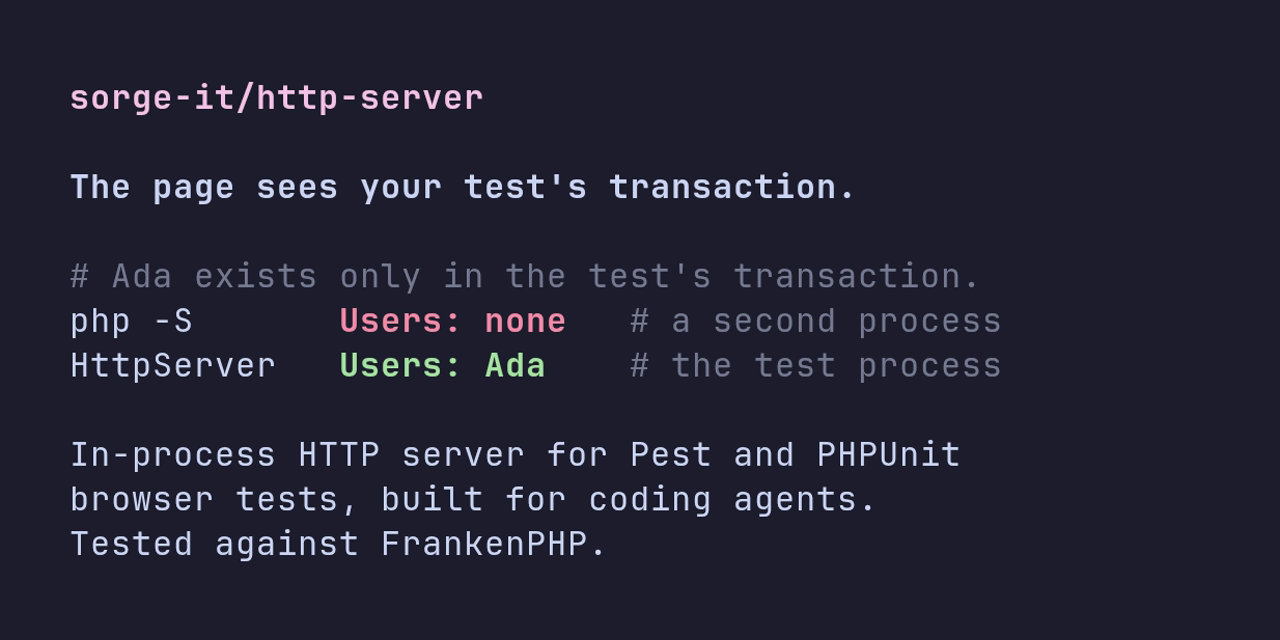 sorge-it/http-server
The page sees your test's transaction.
# Ada exists only in the test's transaction.
php -S Users: none # a second process
HttpServer Users: Ada # the test process
In-process HTTP server for Pest and PHPUnit
browser tests, built for coding agents.
Tested against FrankenPHP.